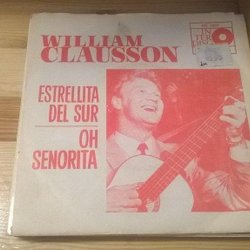 WILLIAM
CLAUSSON
ESTRELLITA
DEL SUR
OH
SENORITA